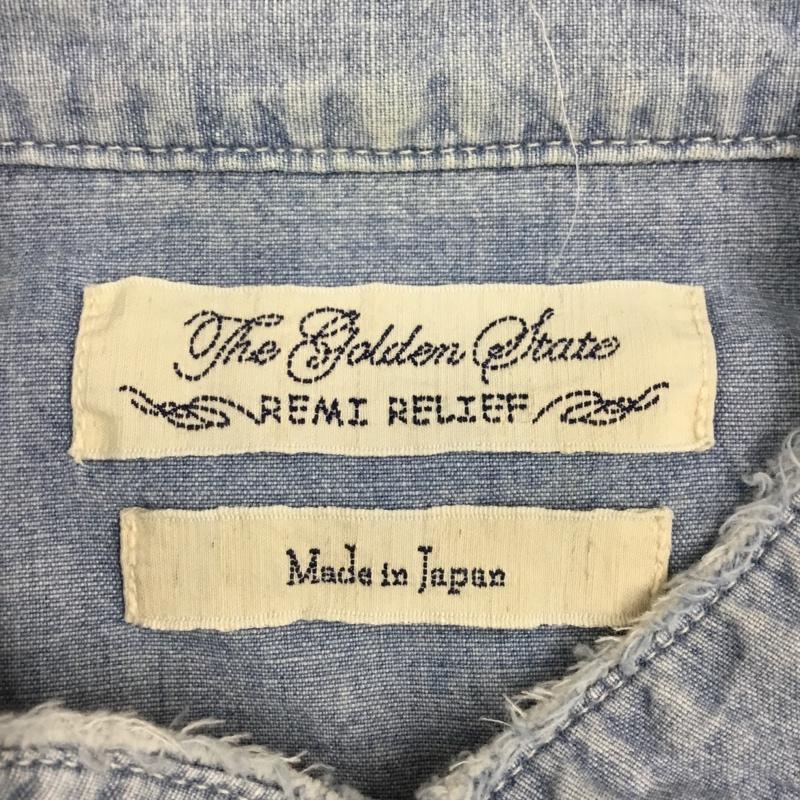 The Golden State
REMI RELIEF
Made in Japan